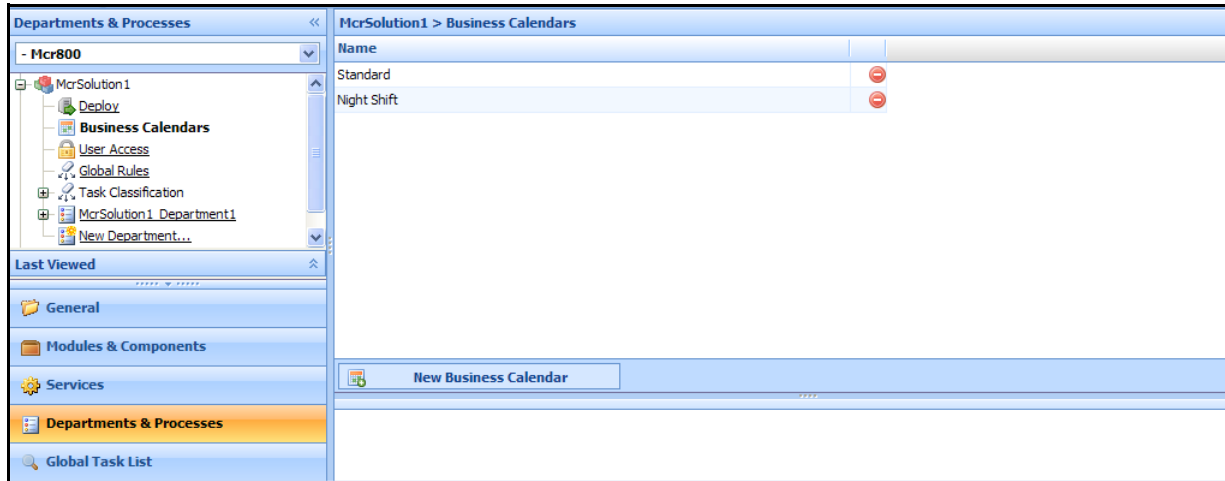 Departments & Processes
- Mcr800
McrSolution1
Deploy
Business Calendars
User Access
Global Rules
Task Classification
McrSolution1_Department1
New Department...
Last Viewed
General
Modules & Components
Services
Departments & Processes
Global Task List
McrSolution1 > Business Calendars
Name
Standard
Night Shift
New Business Calendar